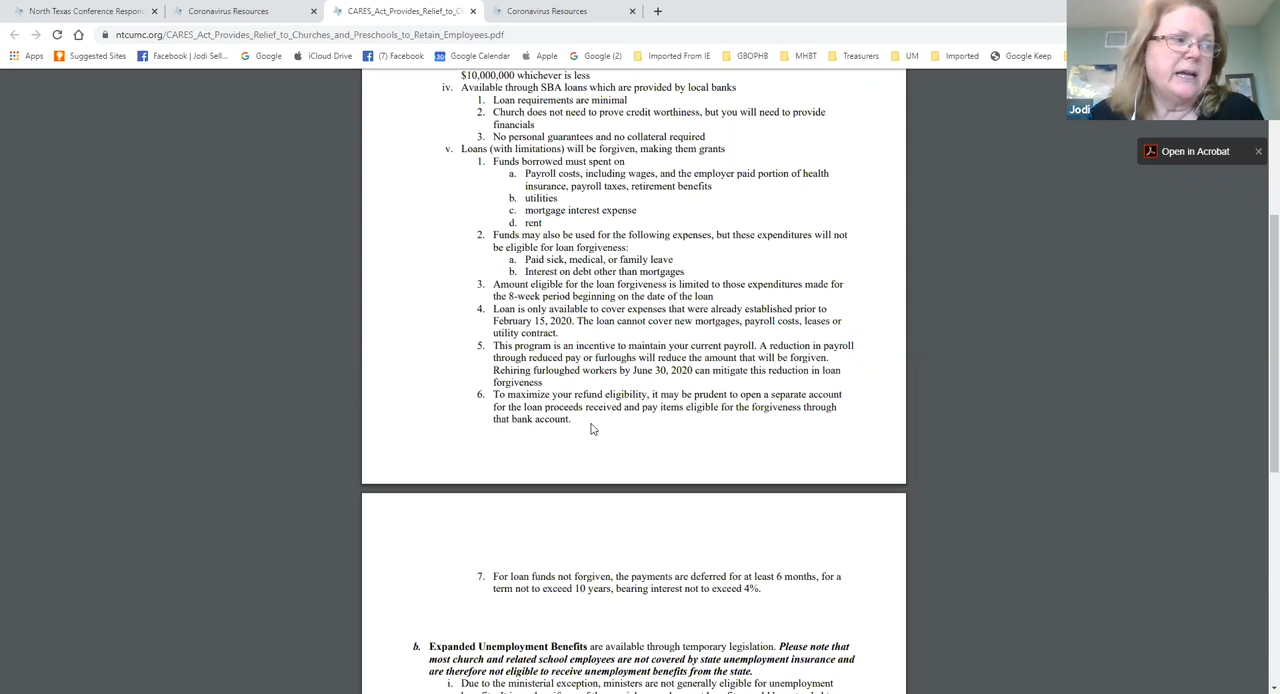 North Texas Conference Respon
Coronavirus Resources
CARES_Act_Provides_Relief_to_C
Coronavirus Resources
ntcumc.org/CARES_Act_Provides_Relief_to_Churches_and_Preschools_to_Retain_Employees.pdf
Apps Suggested Sites Facebook | Jodi Sell... Google iCloud Drive (7) Facebook Google Calendar Apple Google (2) Imported From IE GBOPHB MHBT Treasurers UM Imported Google Keep
Jodi
Open in Acrobat
$10,000,000 whichever is less
iv. Available through SBA loans which are provided by local banks
1. Loan requirements are minimal
2. Church does not need to prove credit worthiness, but you will need to provide
financials
3. No personal guarantees and no collateral required
v. Loans (with limitations) will be forgiven, making them grants
1. Funds borrowed must spent on
a. Payroll costs, including wages, and the employer paid portion of health
insurance, payroll taxes, retirement benefits
b. utilities
c. mortgage interest expense
d. rent
2. Funds may also be used for the following expenses, but these expenditures will not
be eligible for loan forgiveness:
a. Paid sick, medical, or family leave
b. Interest on debt other than mortgages
3. Amount eligible for the loan forgiveness is limited to those expenditures made for
the 8-week period beginning on the date of the loan
4. Loan is only available to cover expenses that were already established prior to
February 15, 2020. The loan cannot cover new mortgages, payroll costs, leases or
utility contract.
5. This program is an incentive to maintain your current payroll. A reduction in payroll
through reduced pay or furloughs will reduce the amount that will be forgiven.
Rehiring furloughed workers by June 30, 2020 can mitigate this reduction in loan
forgiveness
6. To maximize your refund eligibility, it may be prudent to open a separate account
for the loan proceeds received and pay items eligible for the forgiveness through
that bank account.
7. For loan funds not forgiven, the payments are deferred for at least 6 months, for a
term not to exceed 10 years, bearing interest not to exceed 4%.
b. Expanded Unemployment Benefits are available through temporary legislation. Please note that
most church and related school employees are not covered by state unemployment insurance and
are therefore not eligible to receive unemployment benefits from the state.
i. Due to the ministerial exception, ministers are not generally eligible for unemployment